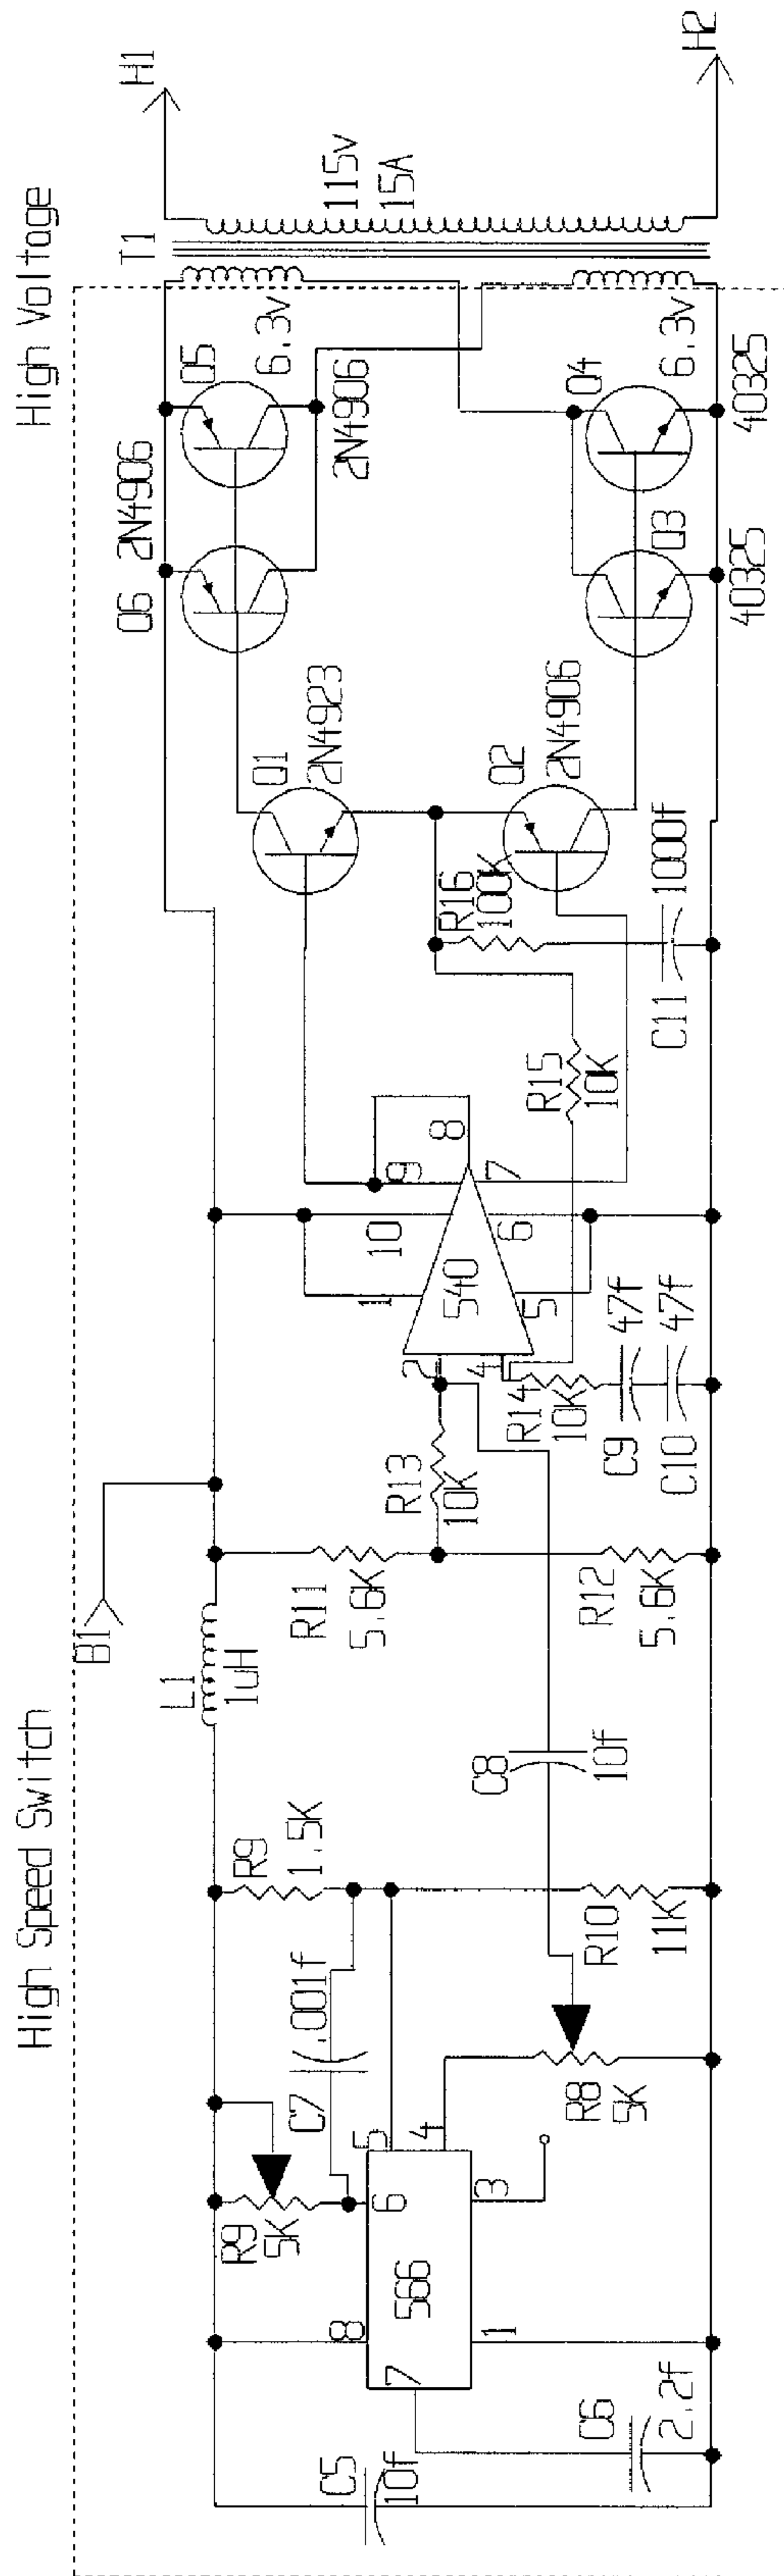 High Speed Switch
High Voltage
B1
H1
H2
T1
115v
15A
6.3v
6.3v
L1
1uH
R9
5K
R9
1.5K
C7
.001f
566
8
6
5
7
4
3
1
C5
10f
C6
2.2f
R8
5K
R10
11K
C8
10f
R11
5.6K
R12
5.6K
R13
10K
R14
10K
C9
47f
C10
47f
540
1
10
9
8
2
4
5
6
7
R15
10K
R16
100K
C11
1000f
Q1
2N4923
Q2
2N4906
Q6
2N4906
Q5
2N4906
Q3
40325
Q4
40325